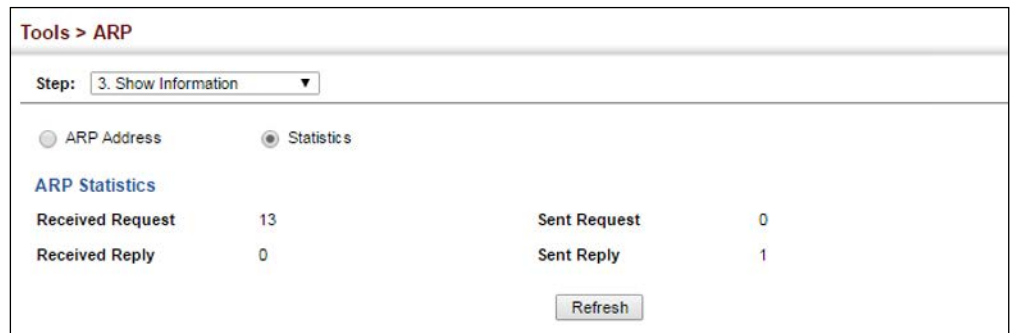 Tools > ARP
Step: 3. Show Information
ARP Address Statistics
ARP Statistics
Received Request 13 Sent Request 0
Received Reply 0 Sent Reply 1
Refresh